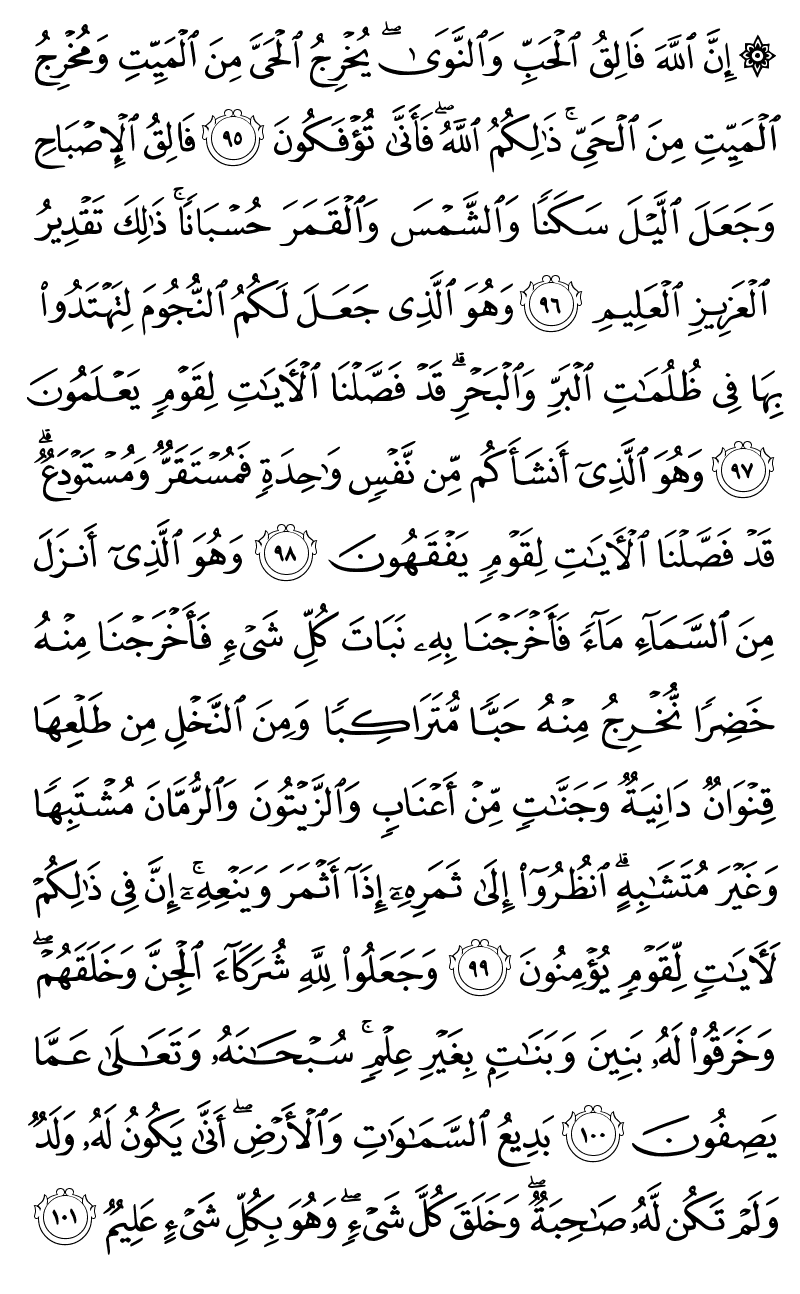 ۞ إِنَّ ٱللَّهَ فَالِقُ ٱلْحَبِّ وَٱلنَّوَىٰۖ يُخْرِجُ ٱلْحَىَّ مِنَ ٱلْمَيِّتِ وَمُخْرِجُ
ٱلْمَيِّتِ مِنَ ٱلْحَىِّۚ ذَٰلِكُمُ ٱللَّهُۖ فَأَنَّىٰ تُؤْفَكُونَ ٩٥ فَالِقُ ٱلْإِصْبَاحِ
وَجَعَلَ ٱلَّيْلَ سَكَنًا وَٱلشَّمْسَ وَٱلْقَمَرَ حُسْبَانًاۚ ذَٰلِكَ تَقْدِيرُ
ٱلْعَزِيزِ ٱلْعَلِيمِ ٩٦ وَهُوَ ٱلَّذِى جَعَلَ لَكُمُ ٱلنُّجُومَ لِتَهْتَدُوا۟
بِهَا فِى ظُلُمَٰتِ ٱلْبَرِّ وَٱلْبَحْرِۗ قَدْ فَصَّلْنَا ٱلْءَايَٰتِ لِقَوْمٍ يَعْلَمُونَ
٩٧ وَهُوَ ٱلَّذِىٓ أَنشَأَكُم مِّن نَّفْسٍ وَٰحِدَةٍ فَمُسْتَقَرٌّ وَمُسْتَوْدَعٌۗ
قَدْ فَصَّلْنَا ٱلْءَايَٰتِ لِقَوْمٍ يَفْقَهُونَ ٩٨ وَهُوَ ٱلَّذِىٓ أَنزَلَ
مِنَ ٱلسَّمَآءِ مَآءً فَأَخْرَجْنَا بِهِۦ نَبَاتَ كُلِّ شَىْءٍ فَأَخْرَجْنَا مِنْهُ
خَضِرًا نُّخْرِجُ مِنْهُ حَبًّا مُّتَرَاكِبًا وَمِنَ ٱلنَّخْلِ مِن طَلْعِهَا
قِنْوَانٌ دَانِيَةٌ وَجَنَّٰتٍ مِّنْ أَعْنَابٍ وَٱلزَّيْتُونَ وَٱلرُّمَّانَ مُشْتَبِهًا
وَغَيْرَ مُتَشَٰبِهٍۗ ٱنظُرُوٓا۟ إِلَىٰ ثَمَرِهِۦٓ إِذَآ أَثْمَرَ وَيَنْعِهِۦٓۚ إِنَّ فِى ذَٰلِكُمْ
لَءَايَٰتٍ لِّقَوْمٍ يُؤْمِنُونَ ٩٩ وَجَعَلُوا۟ لِلَّهِ شُرَكَآءَ ٱلْجِنَّ وَخَلَقَهُمْۖ
وَخَرَقُوا۟ لَهُۥ بَنِينَ وَبَنَٰتٍۭ بِغَيْرِ عِلْمٍۚ سُبْحَٰنَهُۥ وَتَعَٰلَىٰ عَمَّا
يَصِفُونَ ١٠٠ بَدِيعُ ٱلسَّمَٰوَٰتِ وَٱلْأَرْضِۖ أَنَّىٰ يَكُونُ لَهُۥ وَلَدٌ
وَلَمْ تَكُن لَّهُۥ صَٰحِبَةٌۖ وَخَلَقَ كُلَّ شَىْءٍۖ وَهُوَ بِكُلِّ شَىْءٍ عَلِيمٌ ١٠١